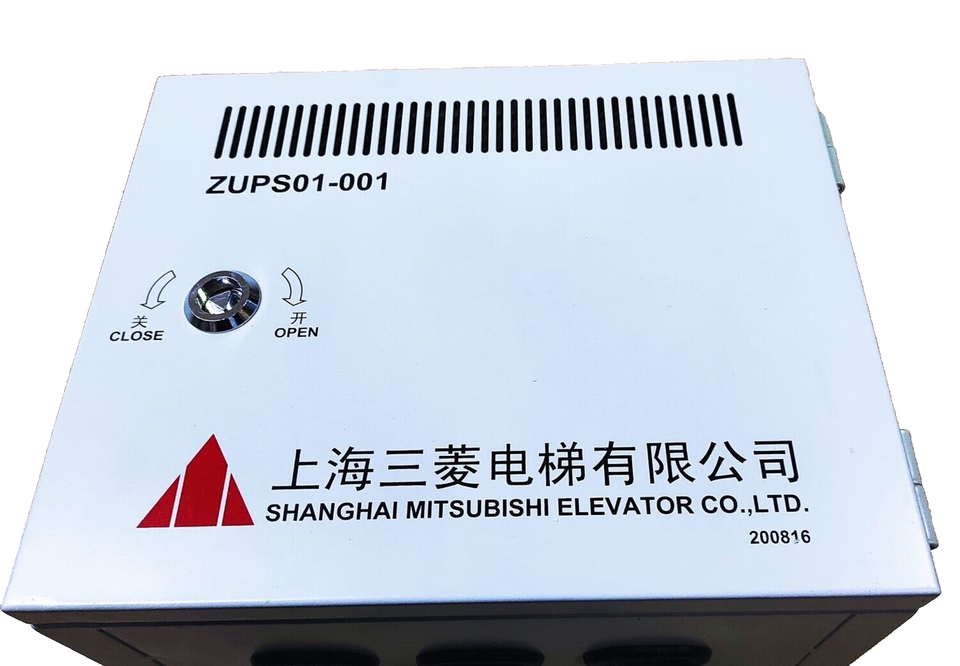 ZUPS01-001
关 开
CLOSE OPEN
上海三菱电梯有限公司
SHANGHAI MITSUBISHI ELEVATOR CO.,LTD.
200816